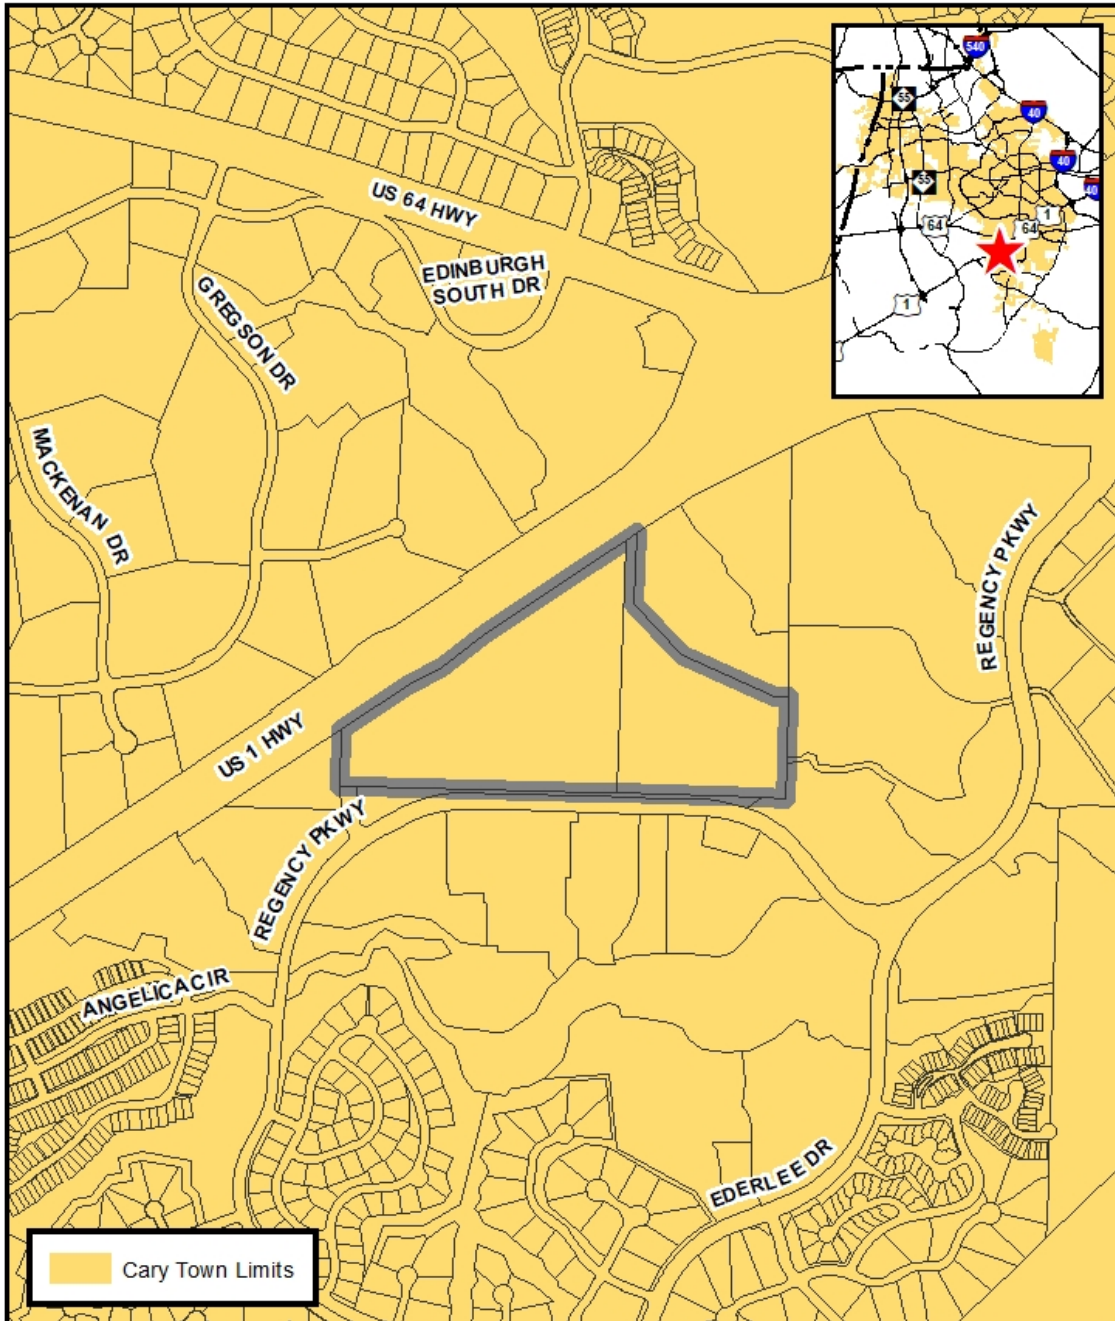 540
55
40
40
55
40
1
64
64
1
US 64 HWY
EDINBURGH
SOUTH DR
GREGSON DR
MACKENAN DR
REGENCY PKWY
US 1 HWY
REGENCY PKWY
ANGELICA CIR
EDERLEE DR
Cary Town Limits